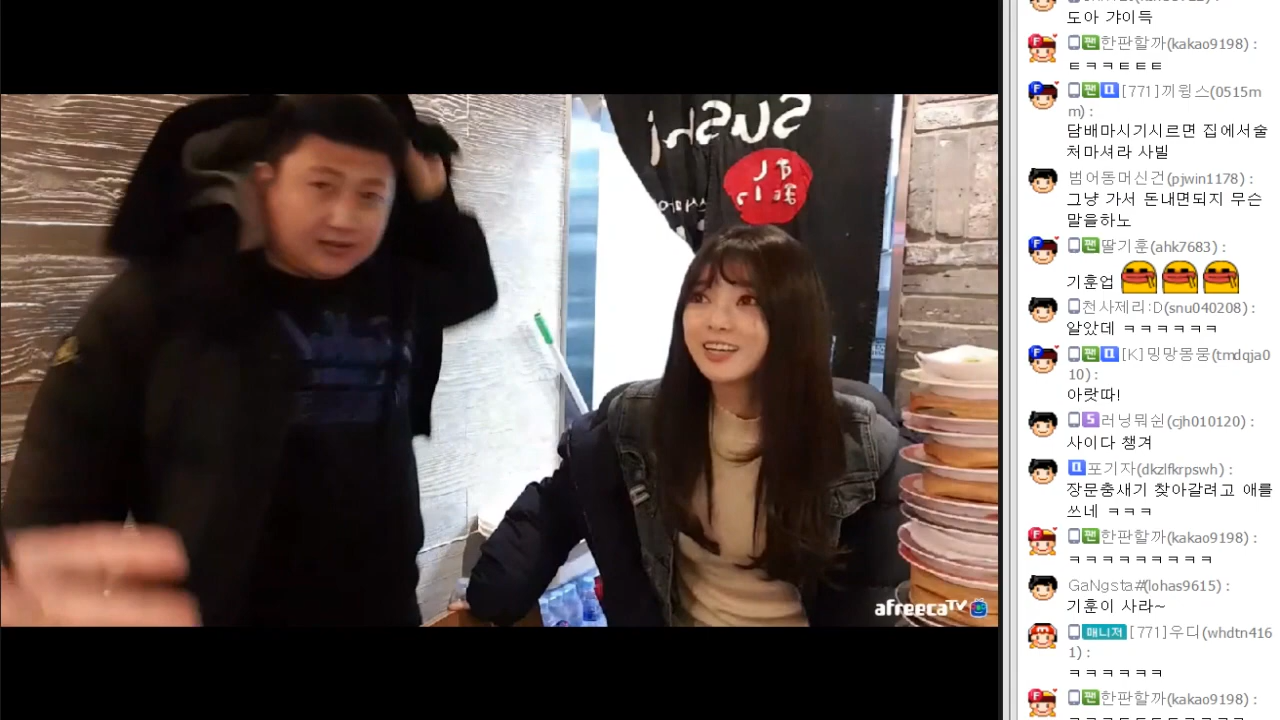 SUSHi
afreecaTV
도아 갸이득
팬 한판할까(kakao9198) :
ㅌㅋㅋㅌㅌㅌ
팬 [771]끼윙스(0515m
m) :
담배마시기시르면 집에서술
처마셔라 사빌
범어동머신건(pjwin1178) :
그냥 가서 돈내면되지 무슨
말을하노
팬 딸기훈(ahk7683) :
기훈업
천사제리:D(snu040208) :
알았데 ㅋㅋㅋㅋㅋㅋ
팬 [K]밍망몽뭉(tmdqja0
10) :
아랏따!
S 러닝뭐쉰(cjh010120) :
사이다 챙겨
포기자(dkzlfkrpswh) :
장문충새기 찾아갈려고 애를
쓰네 ㅋㅋㅋ
팬 한판할까(kakao9198) :
ㅋㅋㅋㅋㅋㅋㅋㅋㅋ
GaNgsta#(lohas9615) :
기훈이 사라~
매니저 [771]우디(whdtn416
1) :
ㅋㅋㅋㅋㅋㅋ
팬 한판할까(kakao9198) :